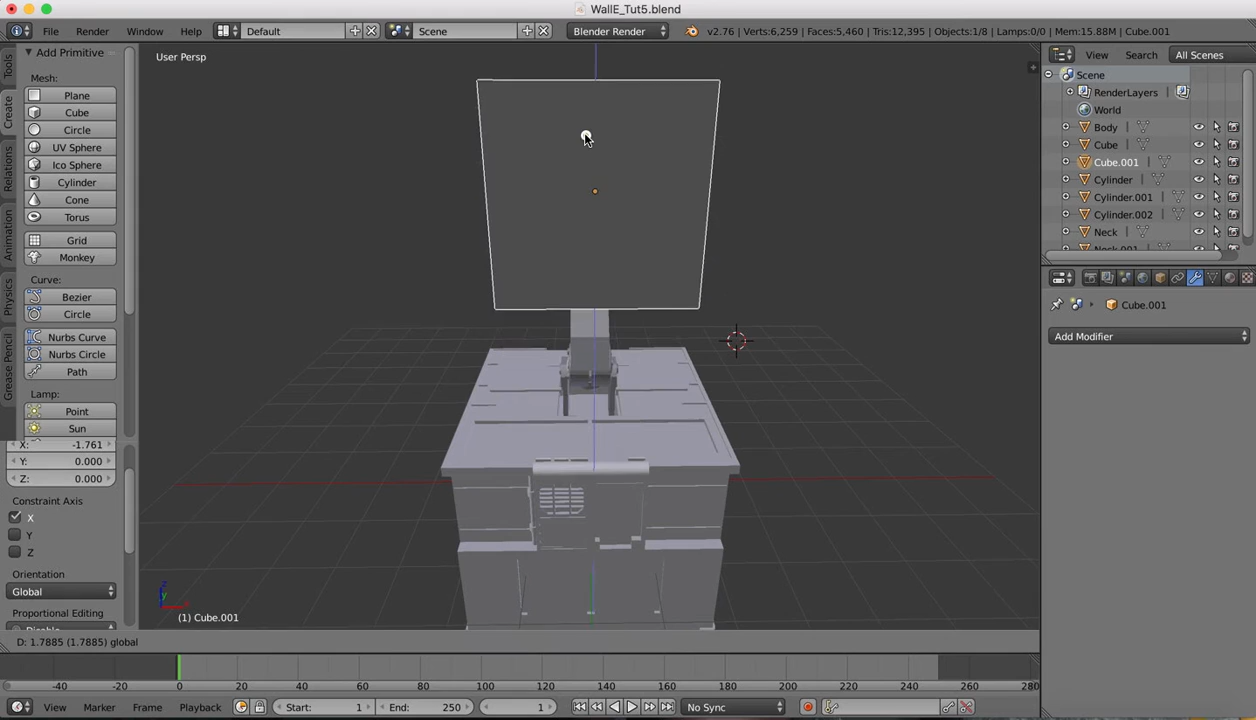 WallE_Tut5.blend
File Render Window Help Default Scene Blender Render v2.76 | Verts:6,259 | Faces:5,460 | Tris:12,395 | Objects:1/8 | Lamps:0/0 | Mem:15.88M | Cube.001
Tools
Create
Relations
Animation
Physics
Grease Pencil
Add Primitive
Mesh:
Plane
Cube
Circle
UV Sphere
Ico Sphere
Cylinder
Cone
Torus
Grid
Monkey
Curve:
Bezier
Circle
Nurbs Curve
Nurbs Circle
Path
Lamp:
Point
Sun
X: -1.761
Y: 0.000
Z: 0.000
Constraint Axis
X
Y
Z
Orientation
Global
Proportional Editing
User Persp
z
y
(1) Cube.001
D: 1.7885 (1.7885) global
View Search All Scenes
Scene
RenderLayers
World
Body
Cube
Cube.001
Cylinder
Cylinder.001
Cylinder.002
Neck
Neck.001
Cube.001
Add Modifier
-40 -20 0 20 40 60 80 100 120 140 160 180 200 220 240 260 280
View Marker Frame Playback Start: 1 End: 250 1 No Sync